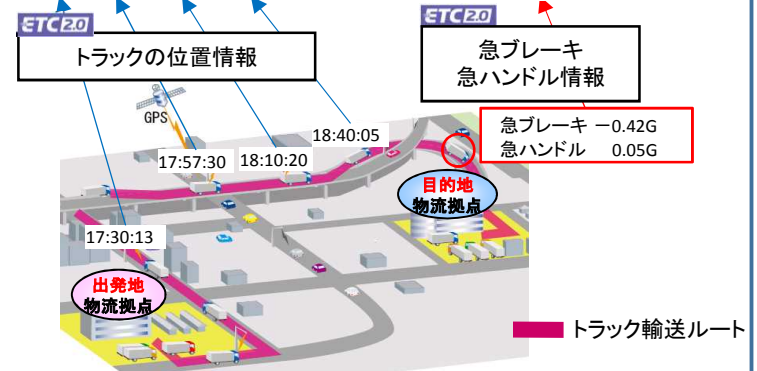 ETC2.0
トラックの位置情報
ETC2.0
急ブレーキ
急ハンドル情報
急ブレーキ －0.42G
急ハンドル 0.05G
GPS
18:40:05
17:57:30
18:10:20
目的地
物流拠点
17:30:13
出発地
物流拠点
トラック輸送ルート